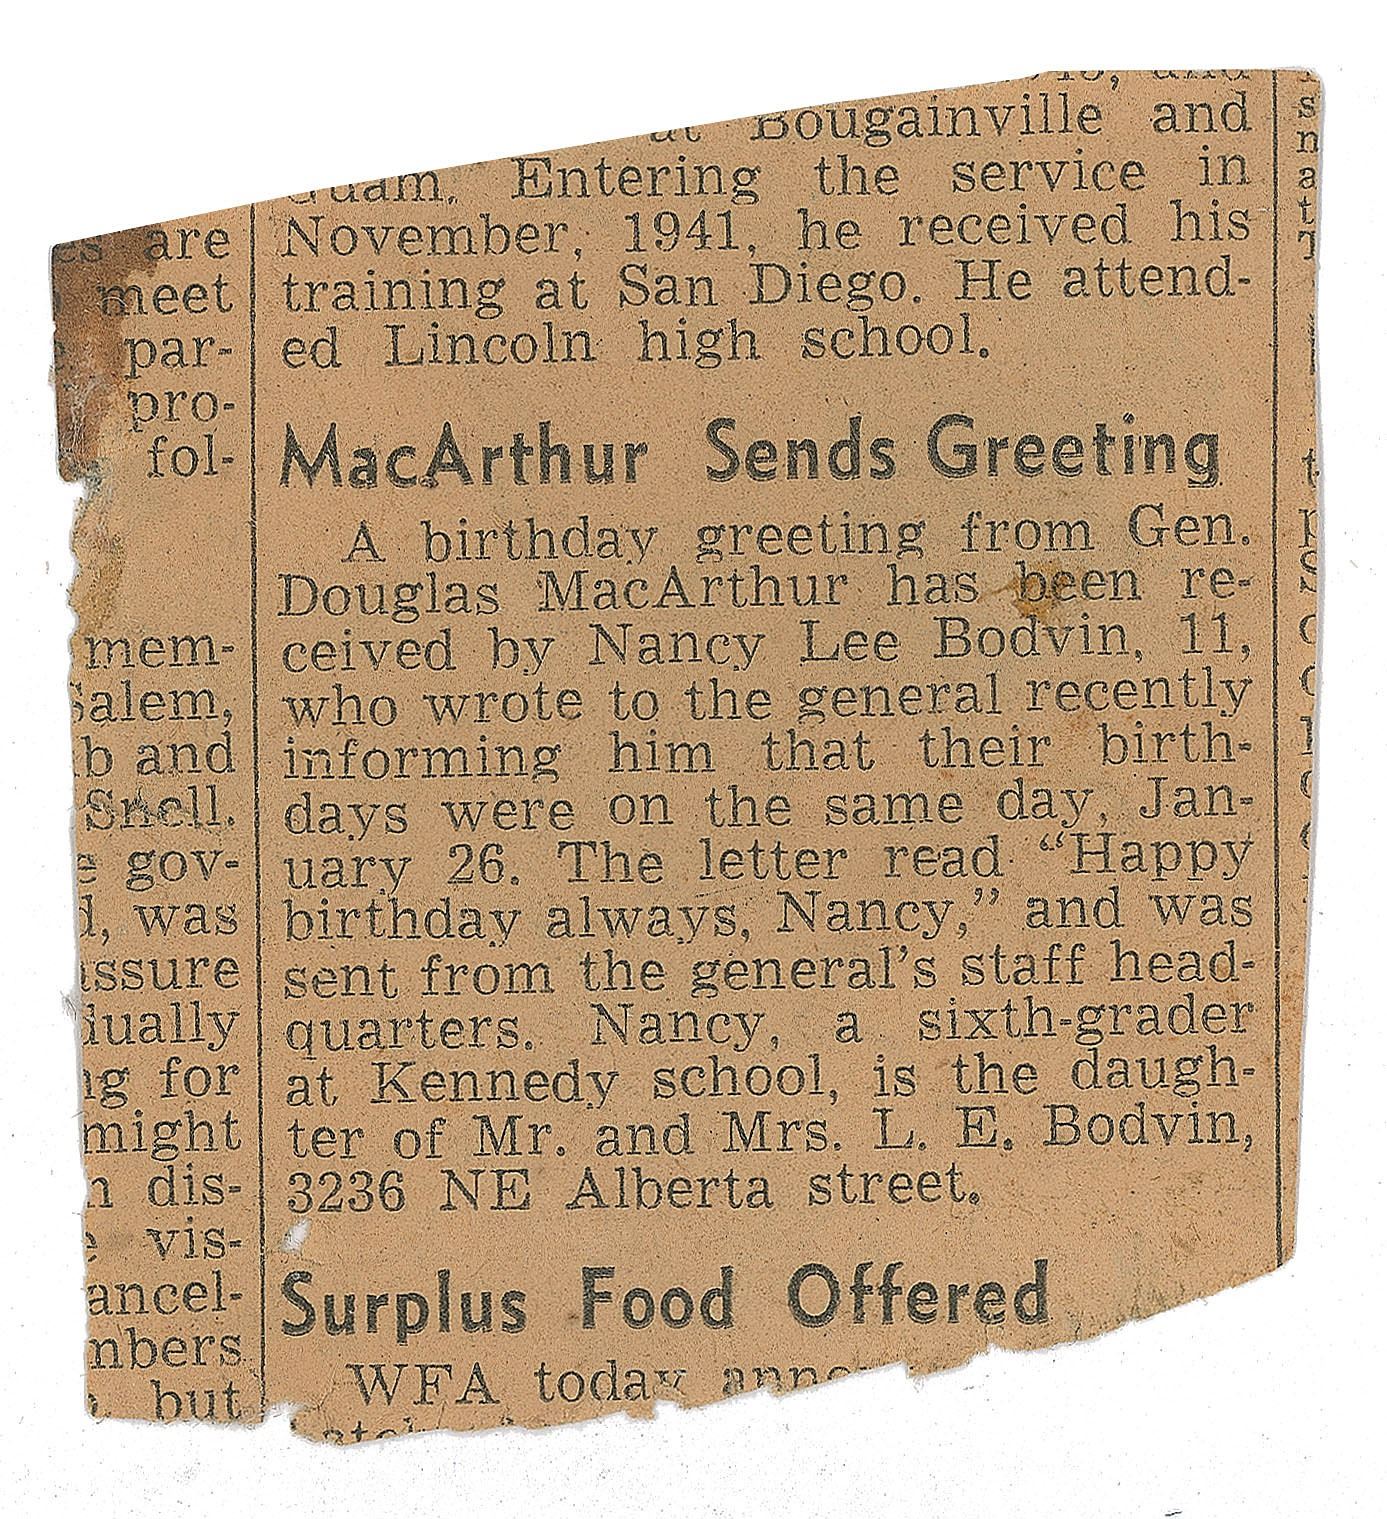 es are
meet
par-
pro-
fol-
mem-
Salem,
b and
Snell.
gov-
d, was
assure
dually
ng for
might
n dis-
vis-
ancel-
mbers
but
at Bougainville and
Guam. Entering the service in
November, 1941, he received his
training at San Diego. He attend-
ed Lincoln high school.
MacArthur Sends Greeting
A birthday greeting from Gen.
Douglas MacArthur has been re-
ceived by Nancy Lee Bodvin, 11,
who wrote to the general recently
informing him that their birth-
days were on the same day, Jan-
uary 26. The letter read “Happy
birthday always, Nancy,” and was
sent from the general’s staff head-
quarters. Nancy, a sixth-grader
at Kennedy school, is the daugh-
ter of Mr. and Mrs. L. E. Bodvin,
3236 NE Alberta street.
Surplus Food Offered
WFA today